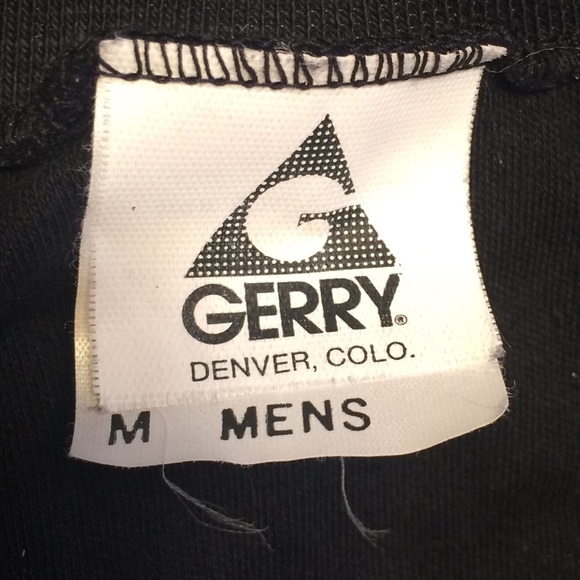 G
GERRY®
DENVER, COLO.
M MENS